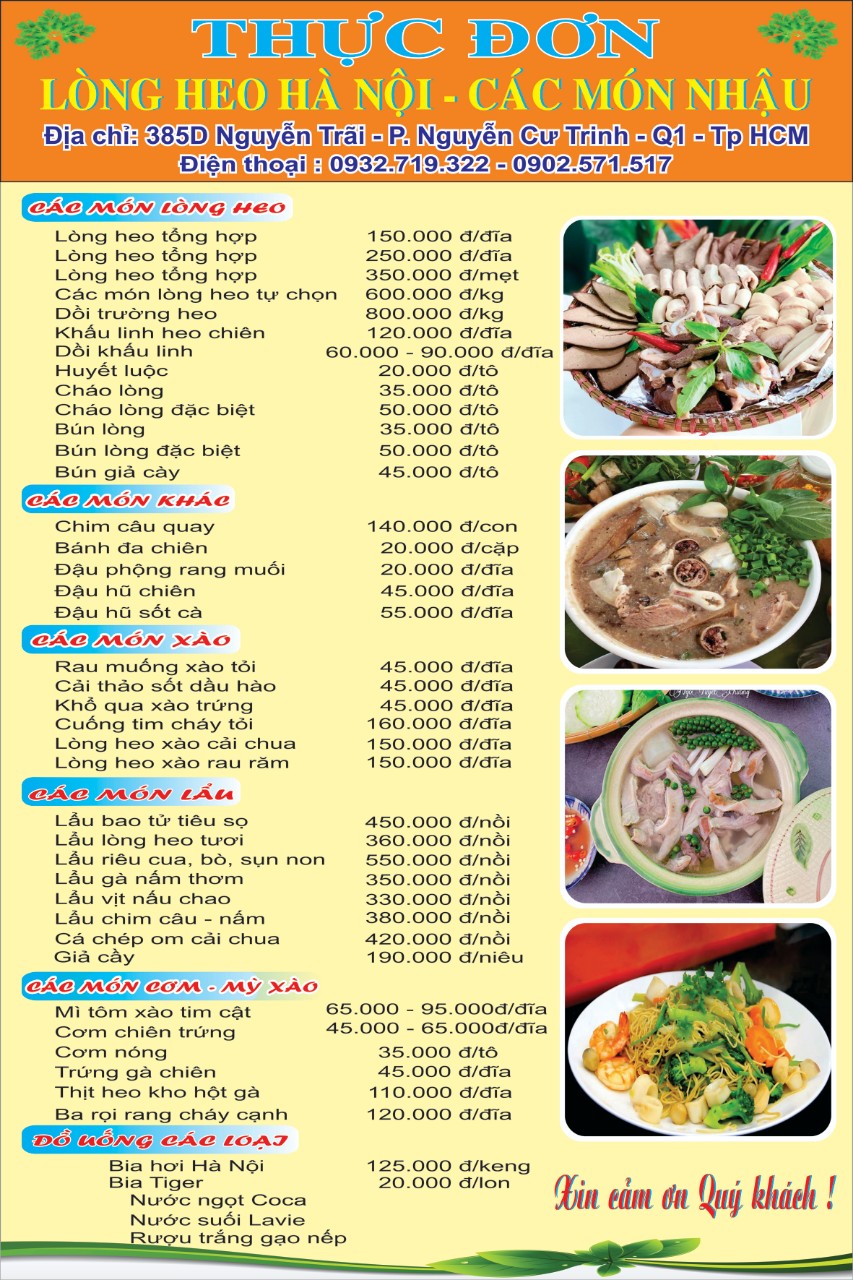 THỰC ĐƠN
LÒNG HEO HÀ NỘI - CÁC MÓN NHẬU
Địa chỉ: 385D Nguyễn Trãi - P. Nguyễn Cư Trinh - Q1 - Tp HCM
Điện thoại : 0932.719.322 - 0902.571.517
CÁC MÓN LÒNG HEO
Lòng heo tổng hợp 150.000 đ/đĩa
Lòng heo tổng hợp 250.000 đ/đĩa
Lòng heo tổng hợp 350.000 đ/mẹt
Các món lòng heo tự chọn 600.000 đ/kg
Dồi trường heo 800.000 đ/kg
Khấu linh heo chiên 120.000 đ/đĩa
Dồi khấu linh 60.000 - 90.000 đ/đĩa
Huyết luộc 20.000 đ/tô
Cháo lòng 35.000 đ/tô
Cháo lòng đặc biệt 50.000 đ/tô
Bún lòng 35.000 đ/tô
Bún lòng đặc biệt 50.000 đ/tô
Bún giả cày 45.000 đ/tô
CÁC MÓN KHÁC
Chim câu quay 140.000 đ/con
Bánh đa chiên 20.000 đ/cặp
Đậu phộng rang muối 20.000 đ/đĩa
Đậu hũ chiên 45.000 đ/đĩa
Đậu hũ sốt cà 55.000 đ/đĩa
CÁC MÓN XÀO
Rau muống xào tỏi 45.000 đ/đĩa
Cải thảo sốt dầu hào 45.000 đ/đĩa
Khổ qua xào trứng 45.000 đ/đĩa
Cuống tim cháy tỏi 160.000 đ/đĩa
Lòng heo xào cải chua 150.000 đ/đĩa
Lòng heo xào rau răm 150.000 đ/đĩa
CÁC MÓN LẨU
Lẩu bao tử tiêu sọ 450.000 đ/nồi
Lẩu lòng heo tươi 360.000 đ/nồi
Lẩu riêu cua, bò, sụn non 550.000 đ/nồi
Lẩu gà nấm thơm 350.000 đ/nồi
Lẩu vịt nấu chao 330.000 đ/nồi
Lẩu chim câu - nấm 380.000 đ/nồi
Cá chép om cải chua 420.000 đ/nồi
Giả cầy 190.000 đ/niêu
CÁC MÓN CƠM - MỲ XÀO
Mì tôm xào tim cật 65.000 - 95.000đ/đĩa
Cơm chiên trứng 45.000 - 65.000đ/đĩa
Cơm nóng 35.000 đ/tô
Trứng gà chiên 45.000 đ/đĩa
Thịt heo kho hột gà 110.000 đ/đĩa
Ba rọi rang cháy cạnh 120.000 đ/đĩa
ĐỒ UỐNG CÁC LOẠI
Bia hơi Hà Nội 125.000 đ/keng
Bia Tiger 20.000 đ/lon
Nước ngọt Coca
Nước suối Lavie
Rượu trắng gạo nếp
Xin cảm ơn Quý khách !